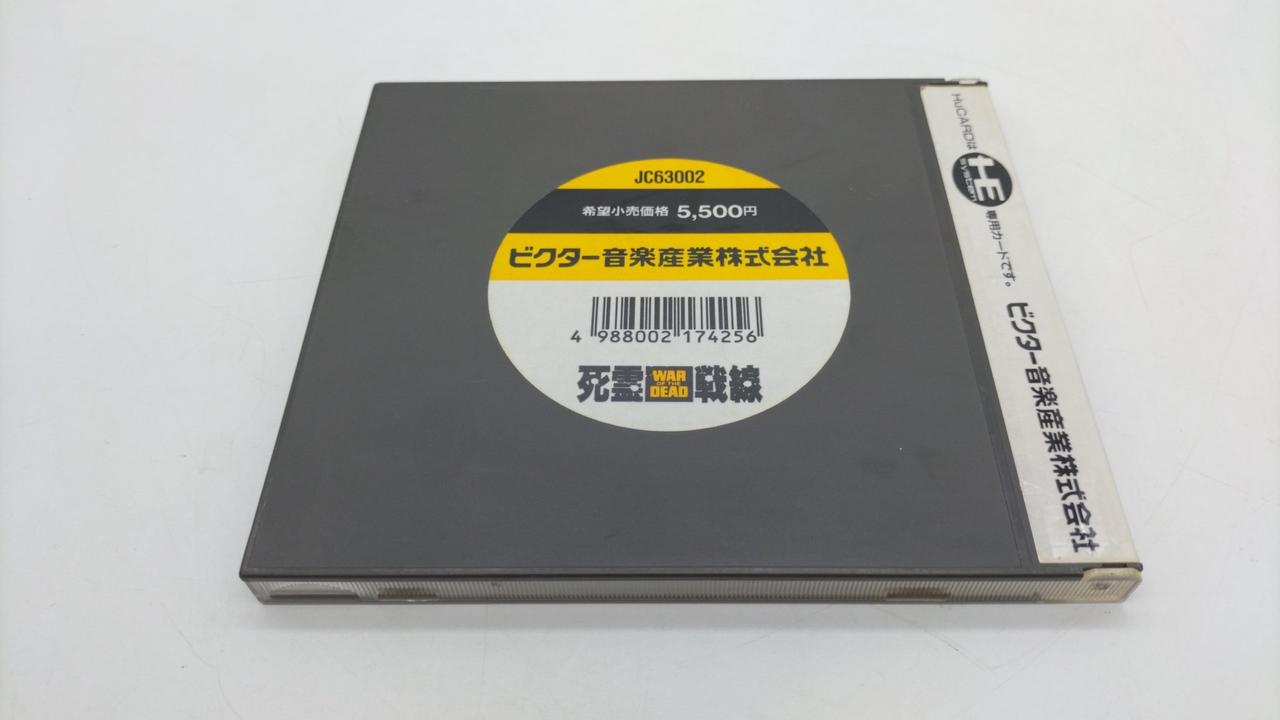 JC63002
希望小売価格 5,500円
ビクター音楽産業株式会社
4 988002 174256
死霊 WAR OF THE DEAD 戦線
HuCARDは HE system 専用カードです。 ビクター音楽産業株式会社